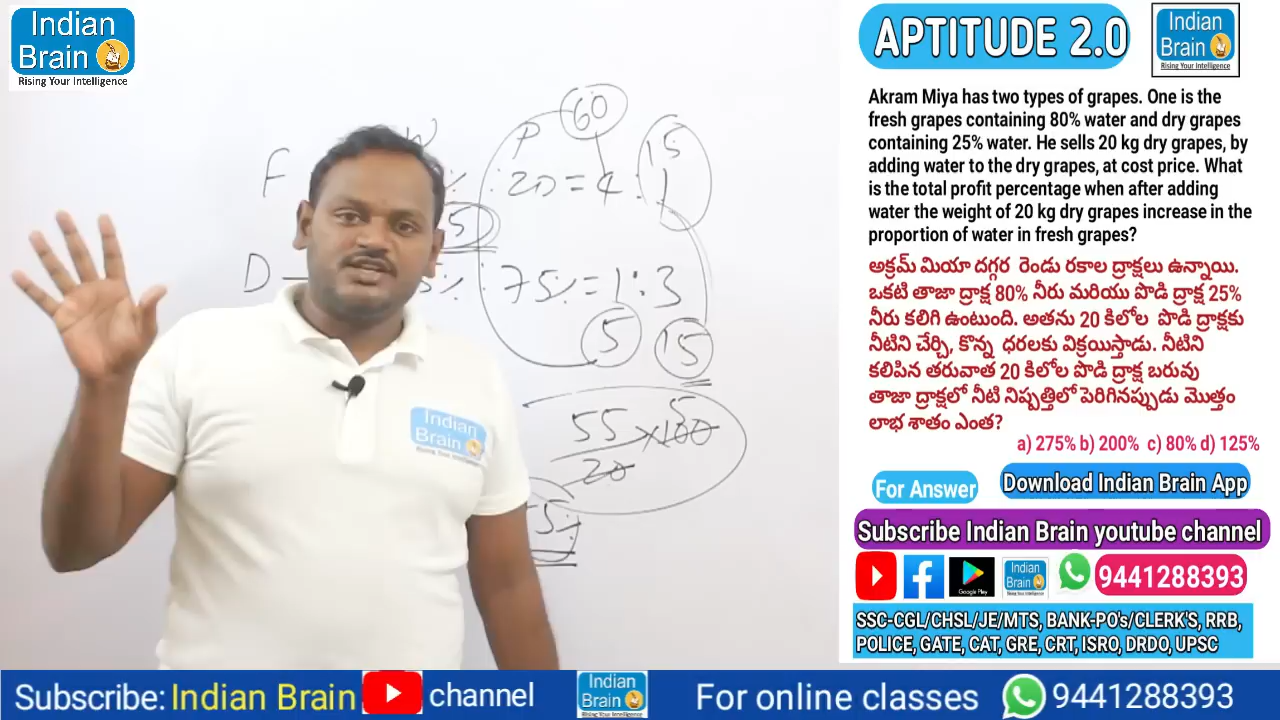 Indian
Brain
Rising Your Intelligence
60
F
W
P
20 = 4 : 1
15
5
D
75% = 1 : 3
5
15
55
20
× 100
5
5%
Indian
Brain
APTITUDE 2.0
Indian
Brain
Rising Your Intelligence
Akram Miya has two types of grapes. One is the
fresh grapes containing 80% water and dry grapes
containing 25% water. He sells 20 kg dry grapes, by
adding water to the dry grapes, at cost price. What
is the total profit percentage when after adding
water the weight of 20 kg dry grapes increase in the
proportion of water in fresh grapes?
అక్రమ్ మియా దగ్గర రెండు రకాల ద్రాక్షలు ఉన్నాయి.
ఒకటి తాజా ద్రాక్ష 80% నీరు మరియు పొడి ద్రాక్ష 25%
నీరు కలిగి ఉంటుంది. అతను 20 కిలోల పొడి ద్రాక్షకు
నీటిని చేర్చి, కొన్న ధరలకు విక్రయిస్తాడు. నీటిని
కలిపిన తరువాత 20 కిలోల పొడి ద్రాక్ష బరువు
తాజా ద్రాక్షలో నీటి నిష్పత్తిలో పెరిగినప్పుడు మొత్తం
లాభ శాతం ఎంత?
a) 275% b) 200% c) 80% d) 125%
For Answer
Download Indian Brain App
Subscribe Indian Brain youtube channel
Google Play
Indian
Brain
9441288393
SSC-CGL/CHSL/JE/MTS, BANK-PO's/CLERK'S, RRB,
POLICE, GATE, CAT, GRE, CRT, ISRO, DRDO, UPSC
Subscribe: Indian Brain channel
Indian
Brain
For online classes
9441288393